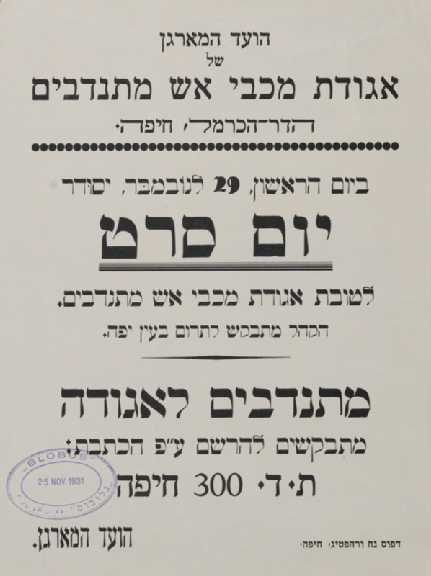 הועד המארגן
של
אגודת מכבי אש מתנדבים
הדר־הכרמל, חיפה.
ביום הראשון, 29 לנובמבר, יסודר
יום סרט
לטובת אגודת מכבי אש מתנדבים.
הקהל מתבקש לתרום בעין יפה.
מתנדבים לאגודה
מתבקשים להרשם ע״פ הכתבת:
ת. ד. 300 חיפה
הועד המארגן.
דפוס נח ורהפטיג, חיפה.
GLOBUS
25 NOV 1931
גלובוס